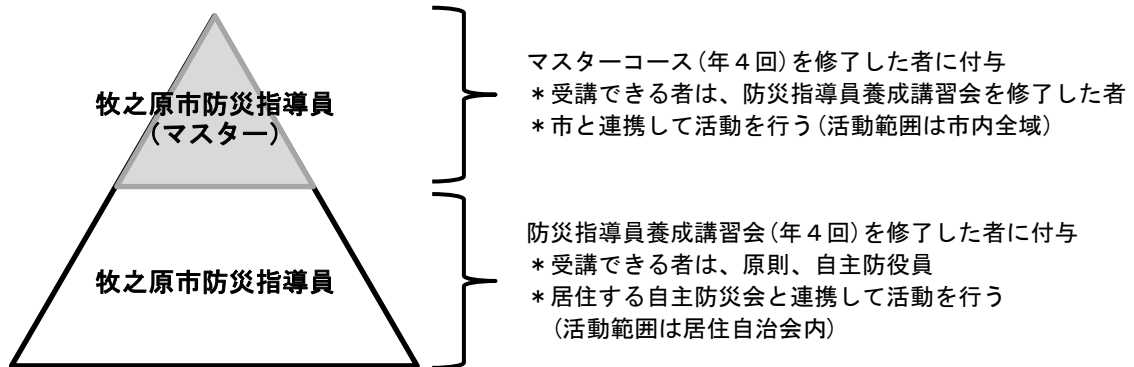 牧之原市防災指導員
(マスター)
マスターコース(年4回)を修了した者に付与
*受講できる者は、防災指導員養成講習会を修了した者
*市と連携して活動を行う(活動範囲は市内全域)
牧之原市防災指導員
防災指導員養成講習会(年4回)を修了した者に付与
*受講できる者は、原則、自主防役員
*居住する自主防災会と連携して活動を行う
(活動範囲は居住自治会内)